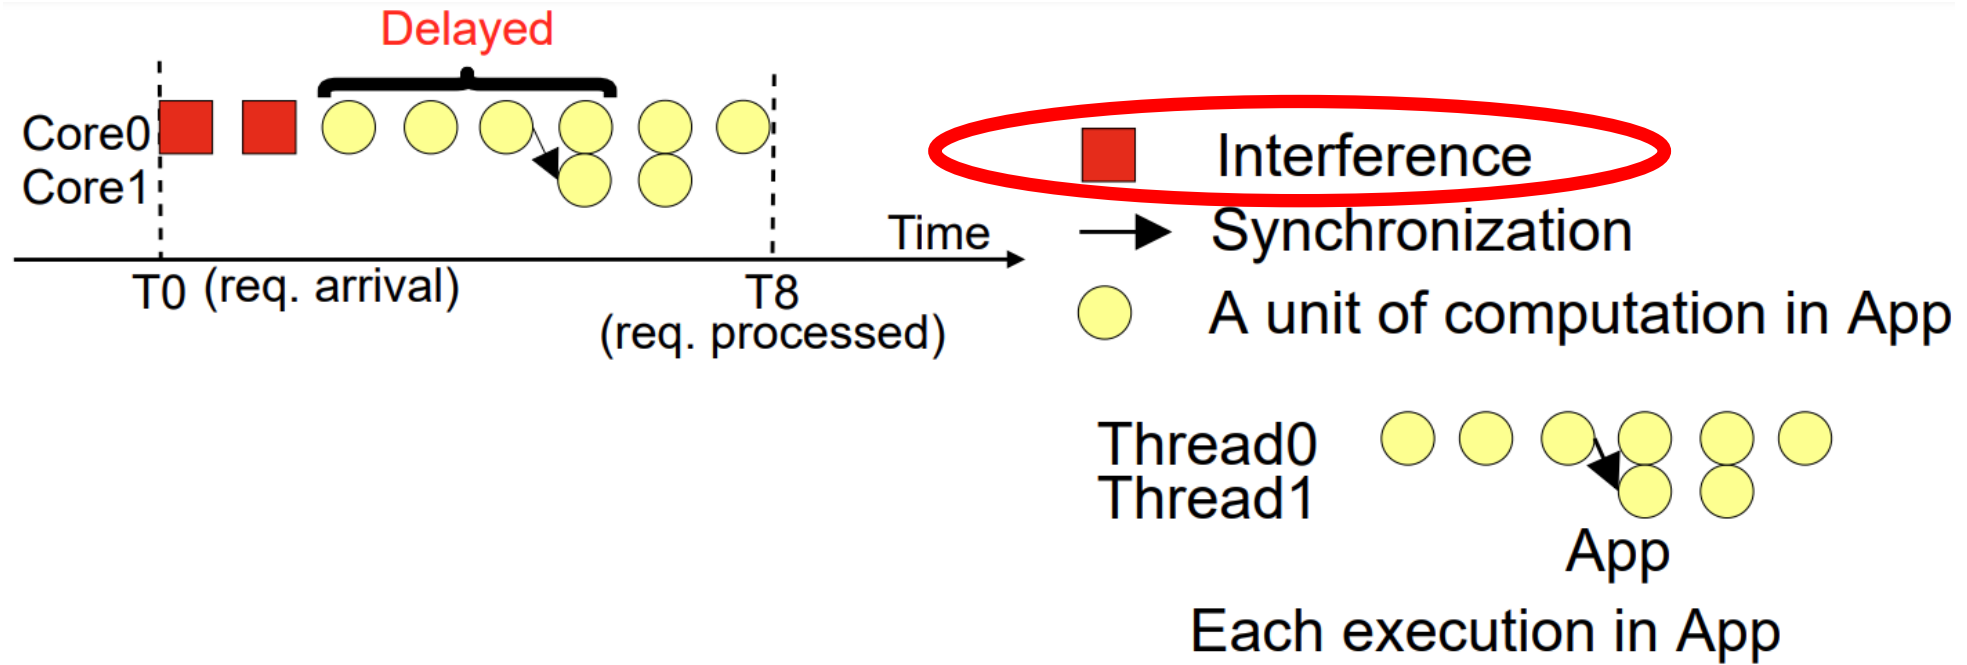 Delayed
Core0
Core1
Time
T0 (req. arrival)
T8
(req. processed)
Interference
Synchronization
A unit of computation in App
Thread0
Thread1
App
Each execution in App